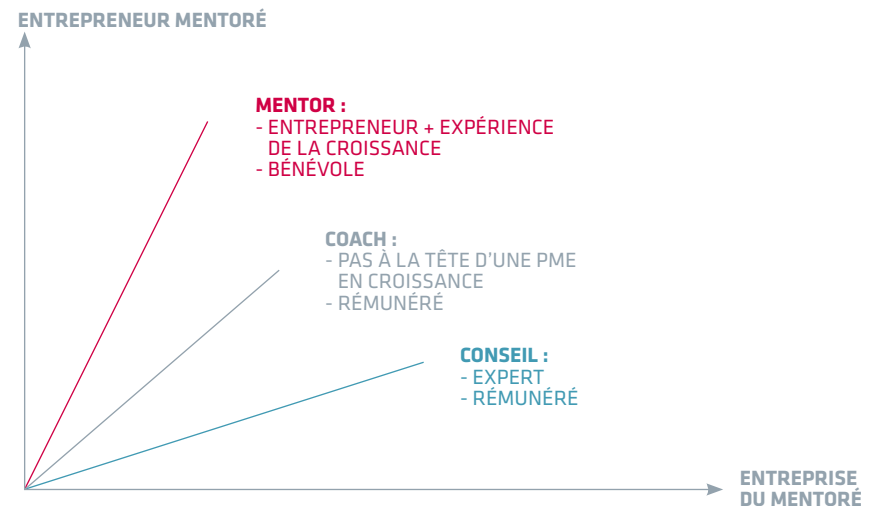 ENTREPRENEUR MENTORÉ
MENTOR :
- ENTREPRENEUR + EXPÉRIENCE
DE LA CROISSANCE
- BÉNÉVOLE
COACH :
- PAS À LA TÊTE D'UNE PME
EN CROISSANCE
- RÉMUNÉRÉ
CONSEIL :
- EXPERT
- RÉMUNÉRÉ
ENTREPRISE
DU MENTORÉ